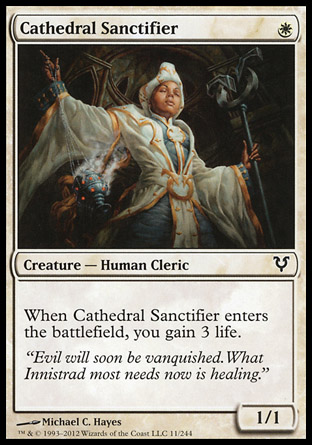 Cathedral Sanctifier
Creature — Human Cleric
When Cathedral Sanctifier enters
the battlefield, you gain 3 life.
“Evil will soon be vanquished. What
Innistrad most needs now is healing.”
Michael C. Hayes
™ & © 1993–2012 Wizards of the Coast LLC 11/244
1/1